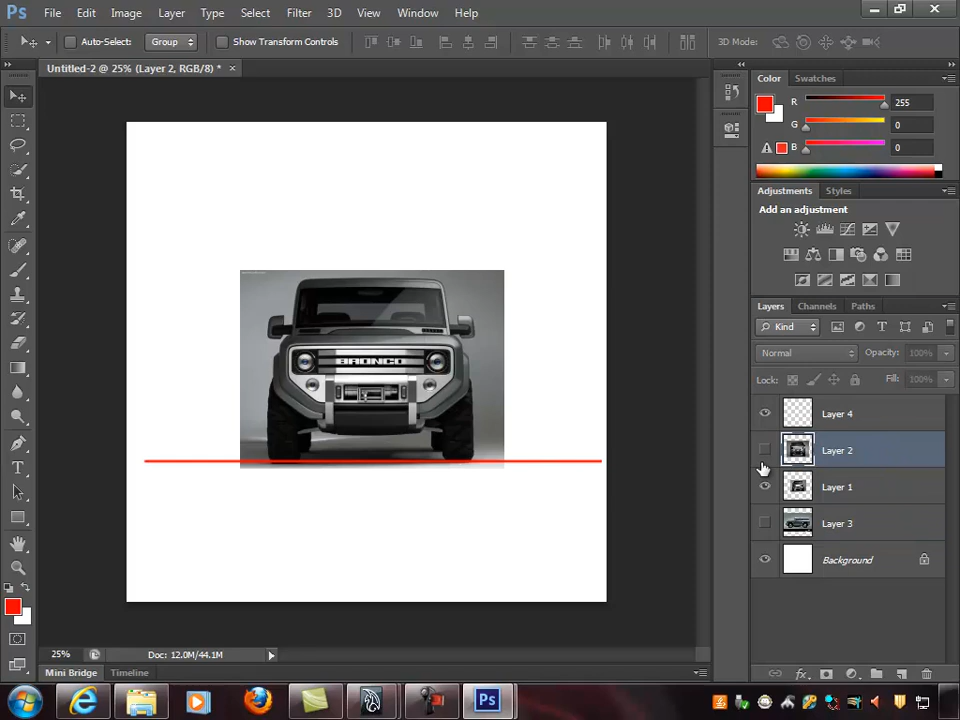 Ps File Edit Image Layer Type Select Filter 3D View Window Help
Auto-Select: Group Show Transform Controls 3D Mode:
Untitled-2 @ 25% (Layer 2, RGB/8) * ×
Color Swatches
R 255
G 0
B 0
Adjustments Styles
Add an adjustment
Layers Channels Paths
Kind T
Normal Opacity: 100%
Lock: Fill: 100%
Layer 4
Layer 2
Layer 1
Layer 3
Background
BRONCO
T
25% Doc: 12.0M/44.1M
Mini Bridge Timeline
fx
Ps